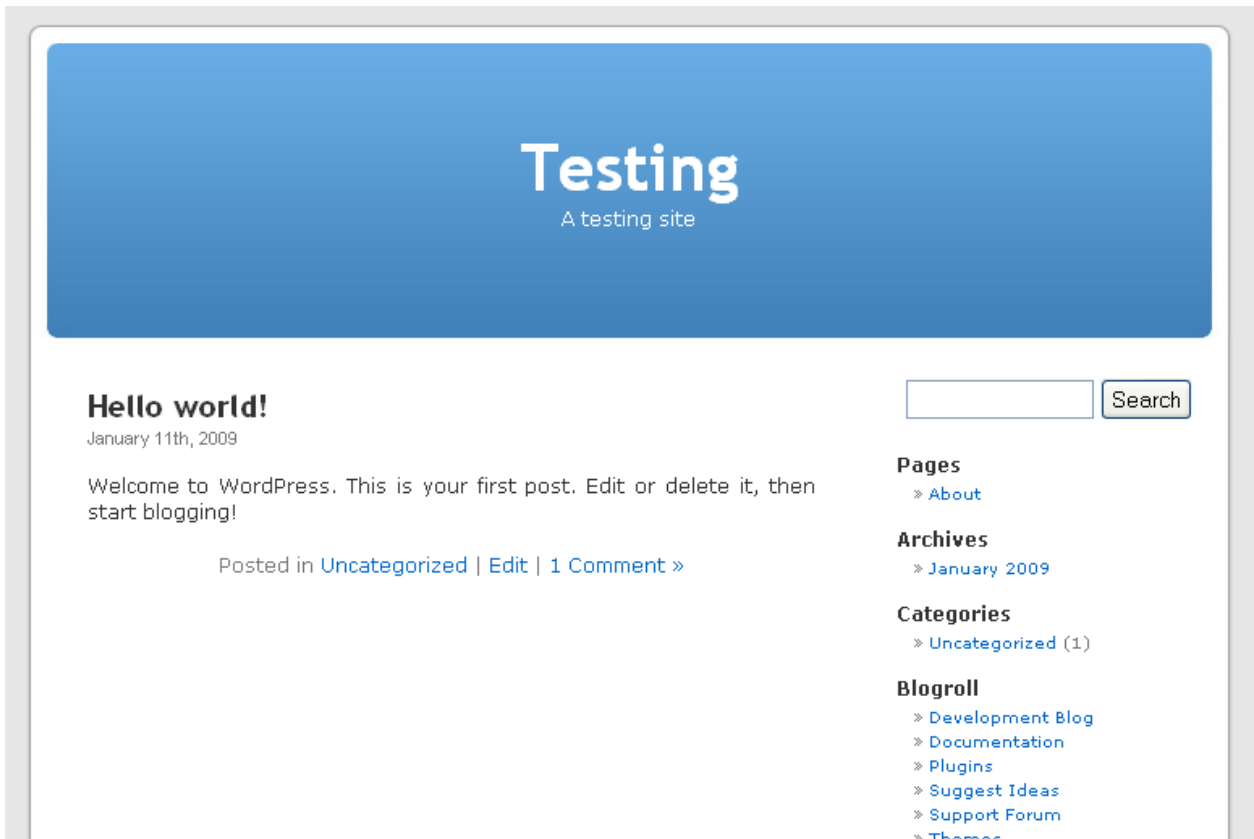 Testing
A testing site
Hello world!
January 11th, 2009
Welcome to WordPress. This is your first post. Edit or delete it, then
start blogging!
Posted in Uncategorized | Edit | 1 Comment »
Search
Pages
» About
Archives
» January 2009
Categories
» Uncategorized (1)
Blogroll
» Development Blog
» Documentation
» Plugins
» Suggest Ideas
» Support Forum
» Themes